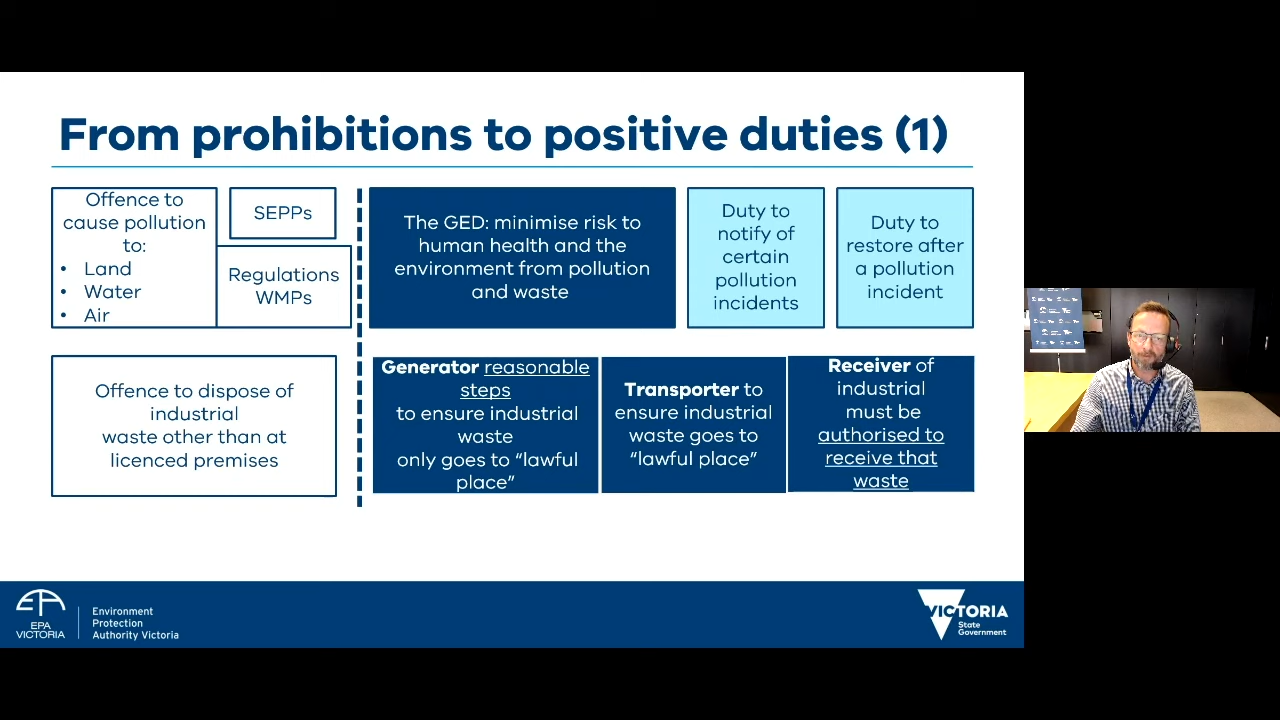 From prohibitions to positive duties (1)
Offence to
cause pollution
to:
• Land
• Water
• Air
SEPPs
Regulations
WMPs
The GED: minimise risk to
human health and the
environment from pollution
and waste
Duty to
notify of
certain
pollution
incidents
Duty to
restore after
a pollution
incident
Offence to dispose of
industrial
waste other than at
licenced premises
Generator reasonable
steps
to ensure industrial
waste
only goes to “lawful
place”
Transporter to
ensure industrial
waste goes to
“lawful place”
Receiver of
industrial
must be
authorised to
receive that
waste
EPA
VICTORIA
Environment
Protection
Authority Victoria
VICTORIA
State
Government